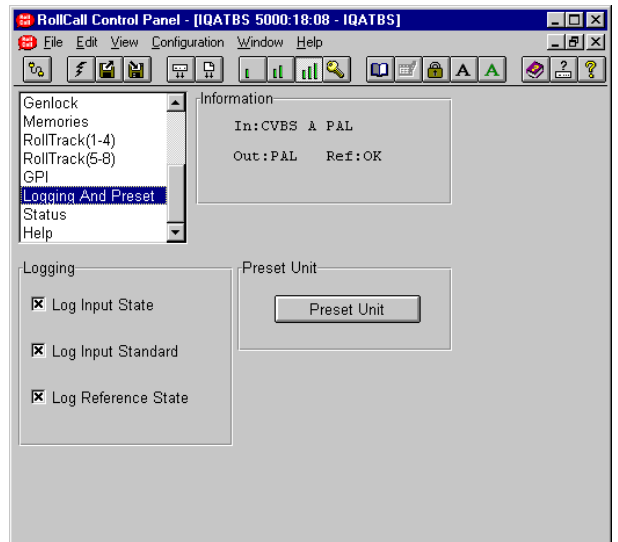 RollCall Control Panel - [IQATBS 5000:18:08 - IQATBS]
File Edit View Configuration Window Help
A A ? ?
Genlock
Memories
RollTrack(1-4)
RollTrack(5-8)
GPI
Logging And Preset
Status
Help
Information
In:CVBS A PAL
Out:PAL Ref:OK
Logging
Log Input State
Log Input Standard
Log Reference State
Preset Unit
Preset Unit